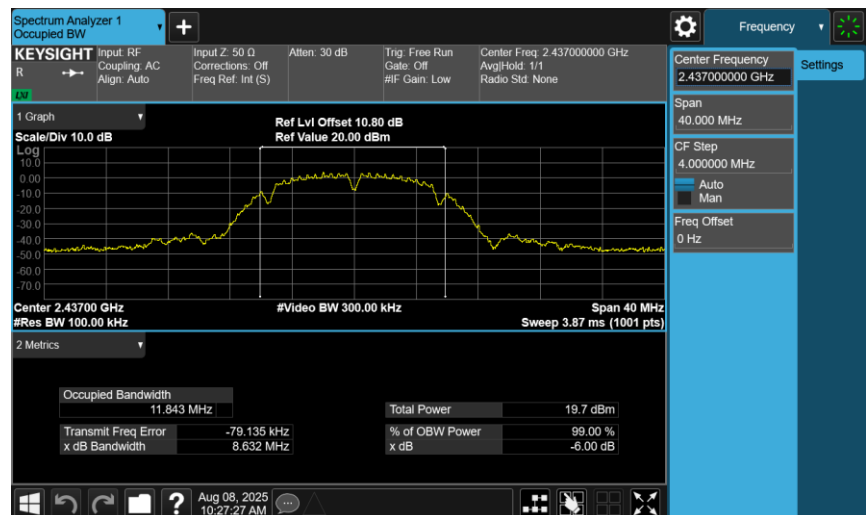 Spectrum Analyzer 1
Occupied BW
Frequency
KEYSIGHT
R
LXI
Input: RF
Coupling: AC
Align: Auto
Input Z: 50 Ω
Corrections: Off
Freq Ref: Int (S)
Atten: 30 dB
Trig: Free Run
Gate: Off
#IF Gain: Low
Center Freq: 2.437000000 GHz
Avg|Hold: 1/1
Radio Std: None
Center Frequency
2.437000000 GHz
Settings
Span
40.000 MHz
CF Step
4.000000 MHz
Auto
Man
Freq Offset
0 Hz
1 Graph
Scale/Div 10.0 dB
Ref Lvl Offset 10.80 dB
Ref Value 20.00 dBm
Log
10.0
0.00
-10.0
-20.0
-30.0
-40.0
-50.0
-60.0
-70.0
Center 2.43700 GHz
#Res BW 100.00 kHz
#Video BW 300.00 kHz
Span 40 MHz
Sweep 3.87 ms (1001 pts)
2 Metrics
Occupied Bandwidth
11.843 MHz
Total Power 19.7 dBm
Transmit Freq Error -79.135 kHz
% of OBW Power 99.00 %
x dB Bandwidth 8.632 MHz
x dB -6.00 dB
?
Aug 08, 2025
10:27:27 AM